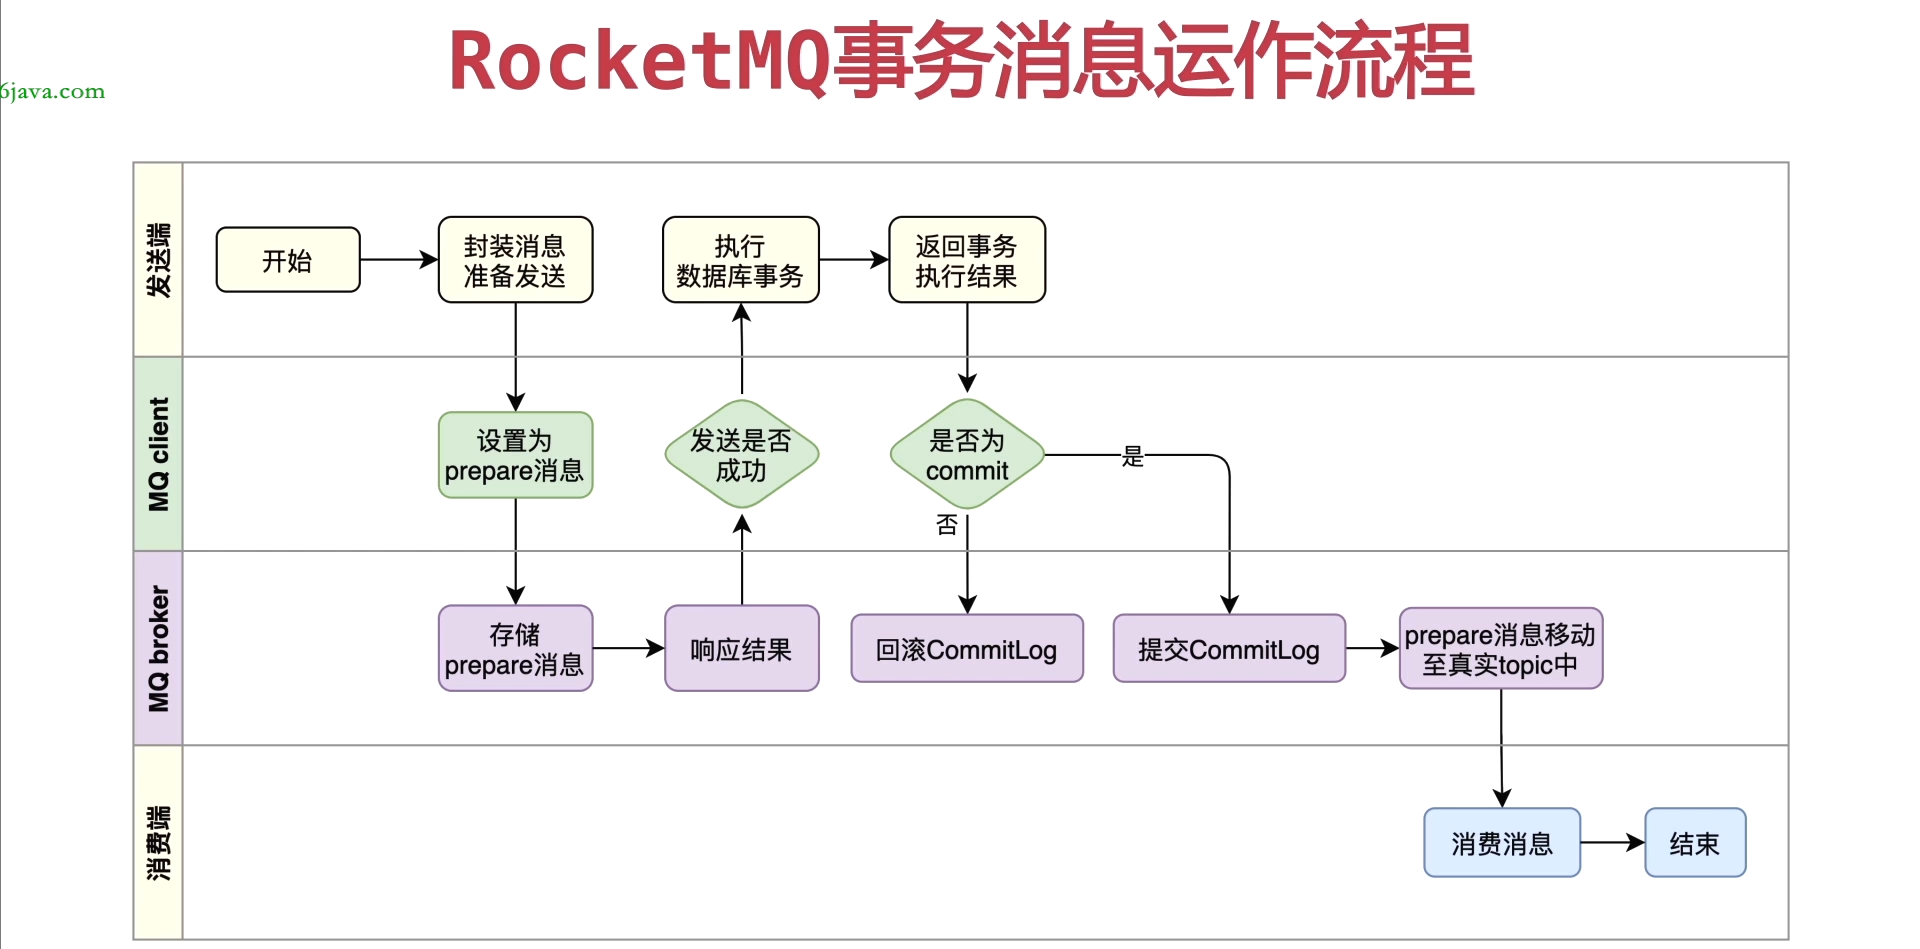 RocketMQ事务消息运作流程
6java.com
发送端
开始
封装消息
准备发送
执行
数据库事务
返回事务
执行结果
MQ client
设置为
prepare消息
发送是否
成功
是否为
commit
是
否
MQ broker
存储
prepare消息
响应结果
回滚CommitLog
提交CommitLog
prepare消息移动
至真实topic中
消费端
消费消息
结束